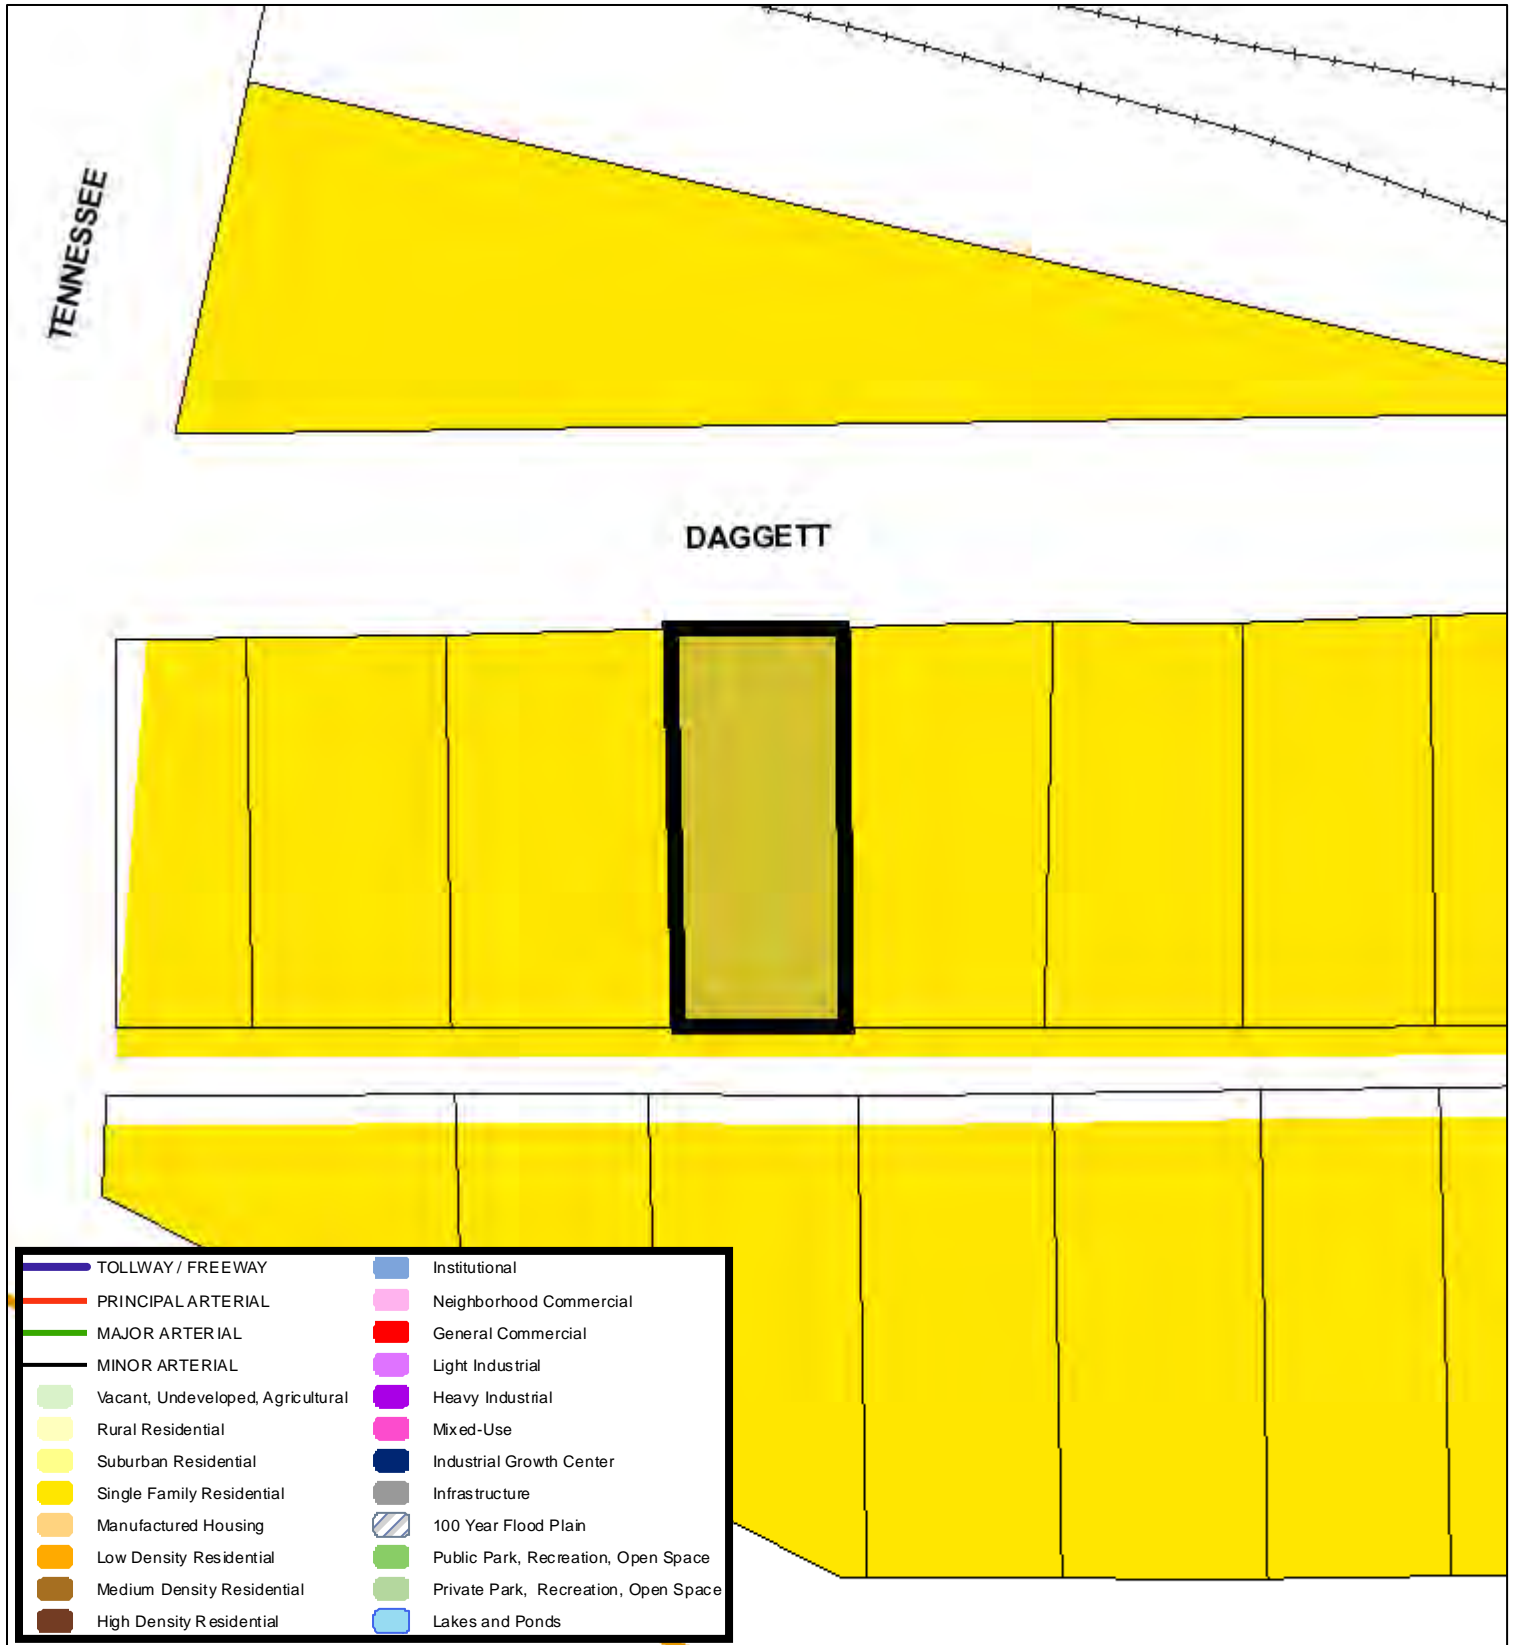 TENNESSEE
DAGGETT
TOLLWAY / FREEWAY
PRINCIPAL ARTERIAL
MAJOR ARTERIAL
MINOR ARTERIAL
Vacant, Undeveloped, Agricultural
Rural Residential
Suburban Residential
Single Family Residential
Manufactured Housing
Low Density Residential
Medium Density Residential
High Density Residential
Institutional
Neighborhood Commercial
General Commercial
Light Industrial
Heavy Industrial
Mixed-Use
Industrial Growth Center
Infrastructure
100 Year Flood Plain
Public Park, Recreation, Open Space
Private Park, Recreation, Open Space
Lakes and Ponds